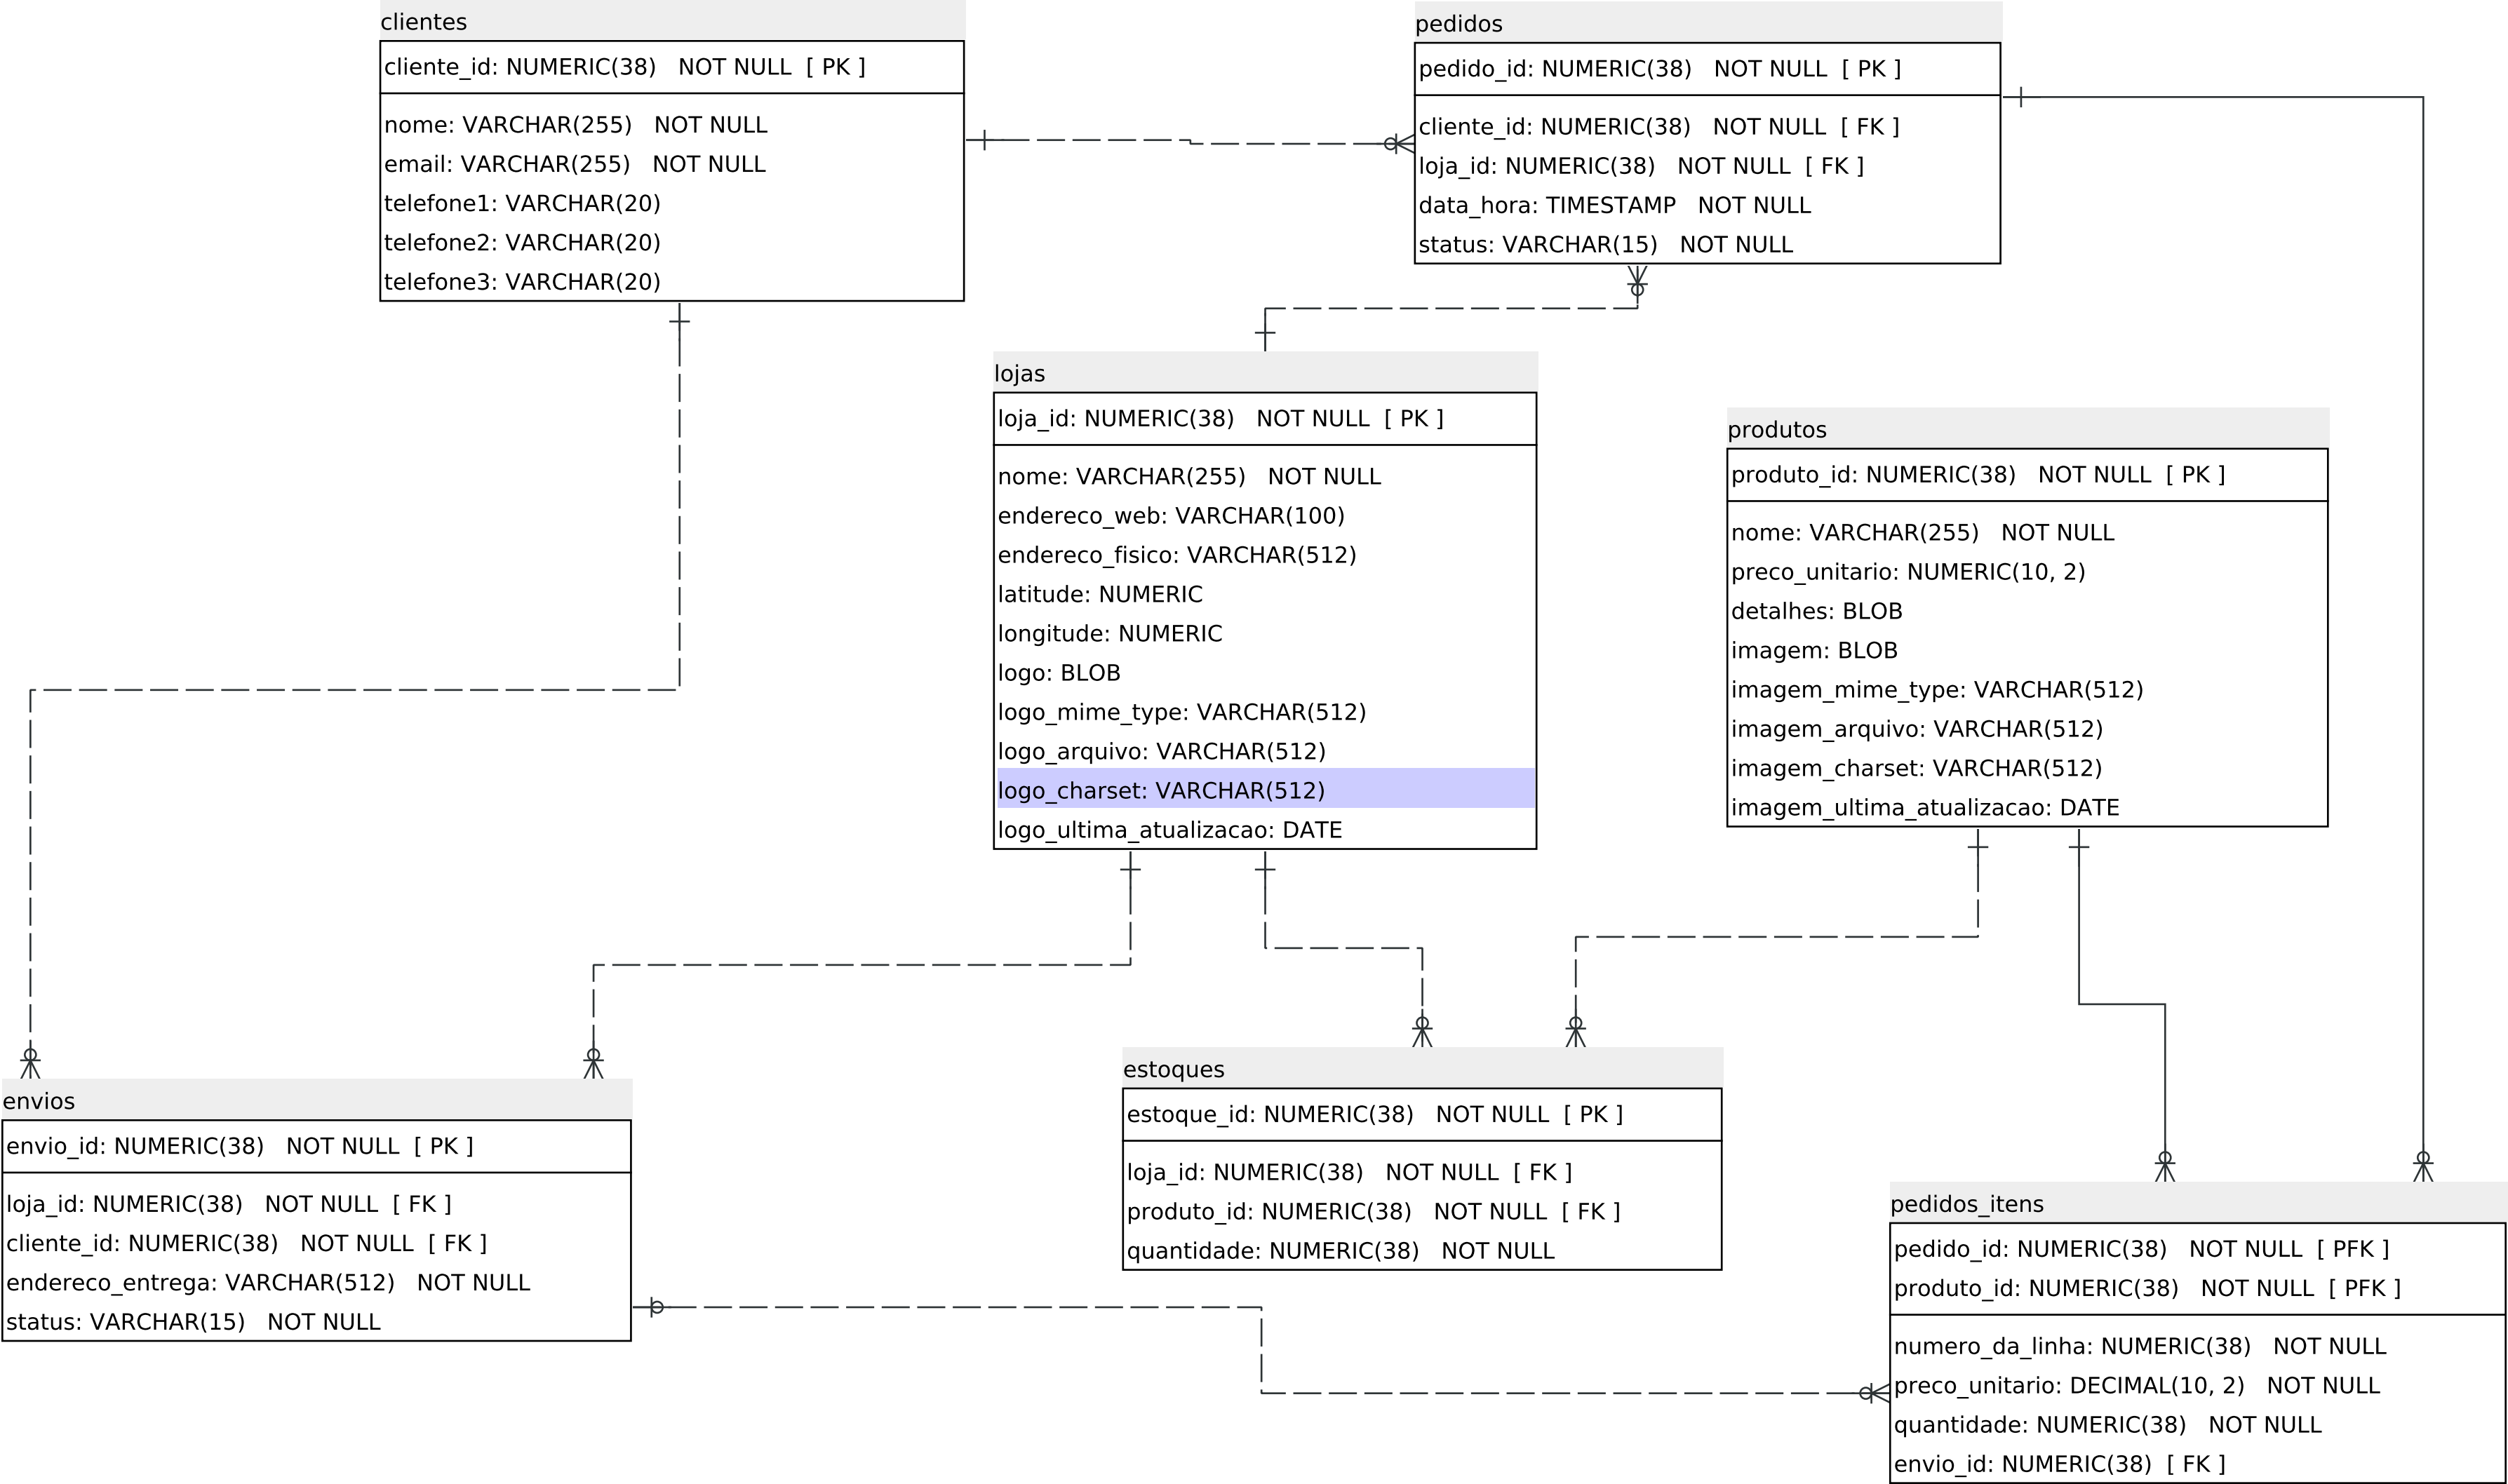 clientes
cliente_id: NUMERIC(38) NOT NULL [ PK ]
nome: VARCHAR(255) NOT NULL
email: VARCHAR(255) NOT NULL
telefone1: VARCHAR(20)
telefone2: VARCHAR(20)
telefone3: VARCHAR(20)
pedidos
pedido_id: NUMERIC(38) NOT NULL [ PK ]
cliente_id: NUMERIC(38) NOT NULL [ FK ]
loja_id: NUMERIC(38) NOT NULL [ FK ]
data_hora: TIMESTAMP NOT NULL
status: VARCHAR(15) NOT NULL
lojas
loja_id: NUMERIC(38) NOT NULL [ PK ]
nome: VARCHAR(255) NOT NULL
endereco_web: VARCHAR(100)
endereco_fisico: VARCHAR(512)
latitude: NUMERIC
longitude: NUMERIC
logo: BLOB
logo_mime_type: VARCHAR(512)
logo_arquivo: VARCHAR(512)
logo_charset: VARCHAR(512)
logo_ultima_atualizacao: DATE
produtos
produto_id: NUMERIC(38) NOT NULL [ PK ]
nome: VARCHAR(255) NOT NULL
preco_unitario: NUMERIC(10, 2)
detalhes: BLOB
imagem: BLOB
imagem_mime_type: VARCHAR(512)
imagem_arquivo: VARCHAR(512)
imagem_charset: VARCHAR(512)
imagem_ultima_atualizacao: DATE
envios
envio_id: NUMERIC(38) NOT NULL [ PK ]
loja_id: NUMERIC(38) NOT NULL [ FK ]
cliente_id: NUMERIC(38) NOT NULL [ FK ]
endereco_entrega: VARCHAR(512) NOT NULL
status: VARCHAR(15) NOT NULL
estoques
estoque_id: NUMERIC(38) NOT NULL [ PK ]
loja_id: NUMERIC(38) NOT NULL [ FK ]
produto_id: NUMERIC(38) NOT NULL [ FK ]
quantidade: NUMERIC(38) NOT NULL
pedidos_itens
pedido_id: NUMERIC(38) NOT NULL [ PFK ]
produto_id: NUMERIC(38) NOT NULL [ PFK ]
numero_da_linha: NUMERIC(38) NOT NULL
preco_unitario: DECIMAL(10, 2) NOT NULL
quantidade: NUMERIC(38) NOT NULL
envio_id: NUMERIC(38) [ FK ]